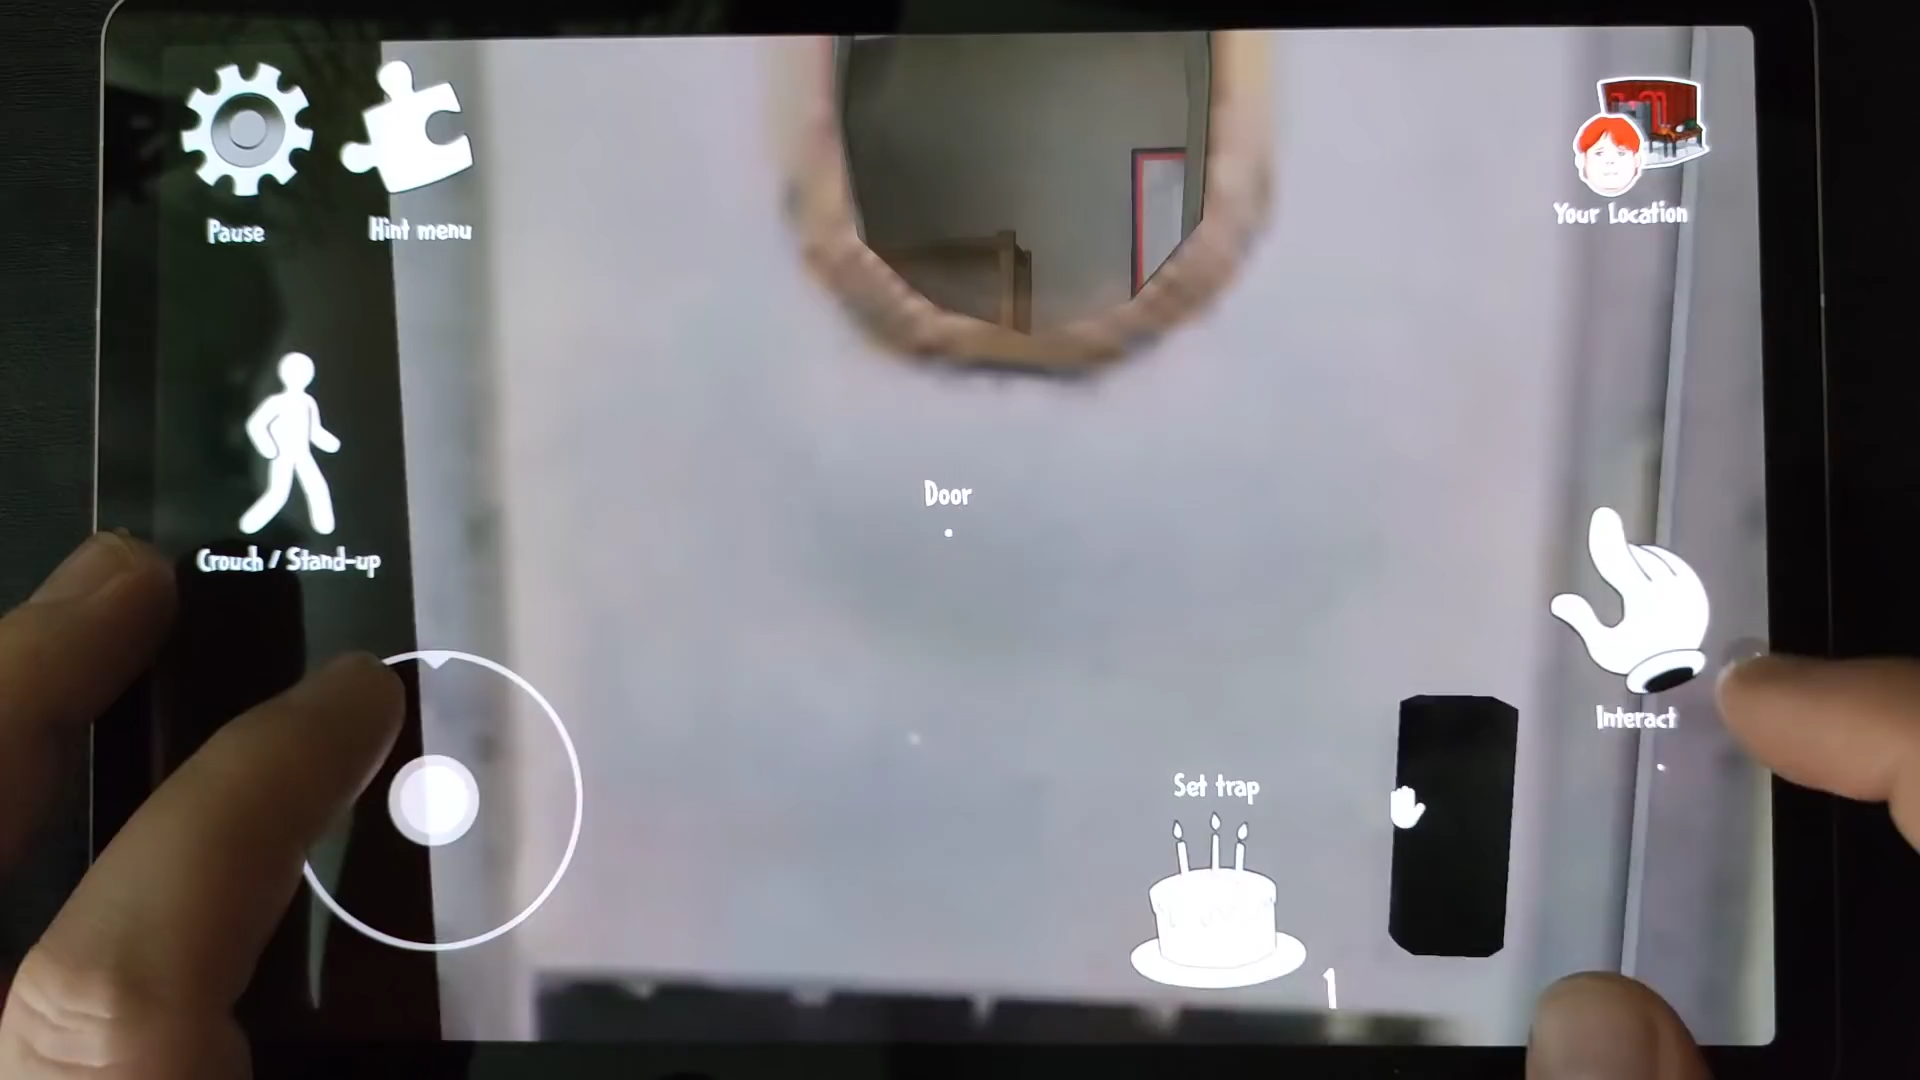 Pause
Hint menu
Your Location
Door
Crouch / Stand-up
Interact
Set trap
1